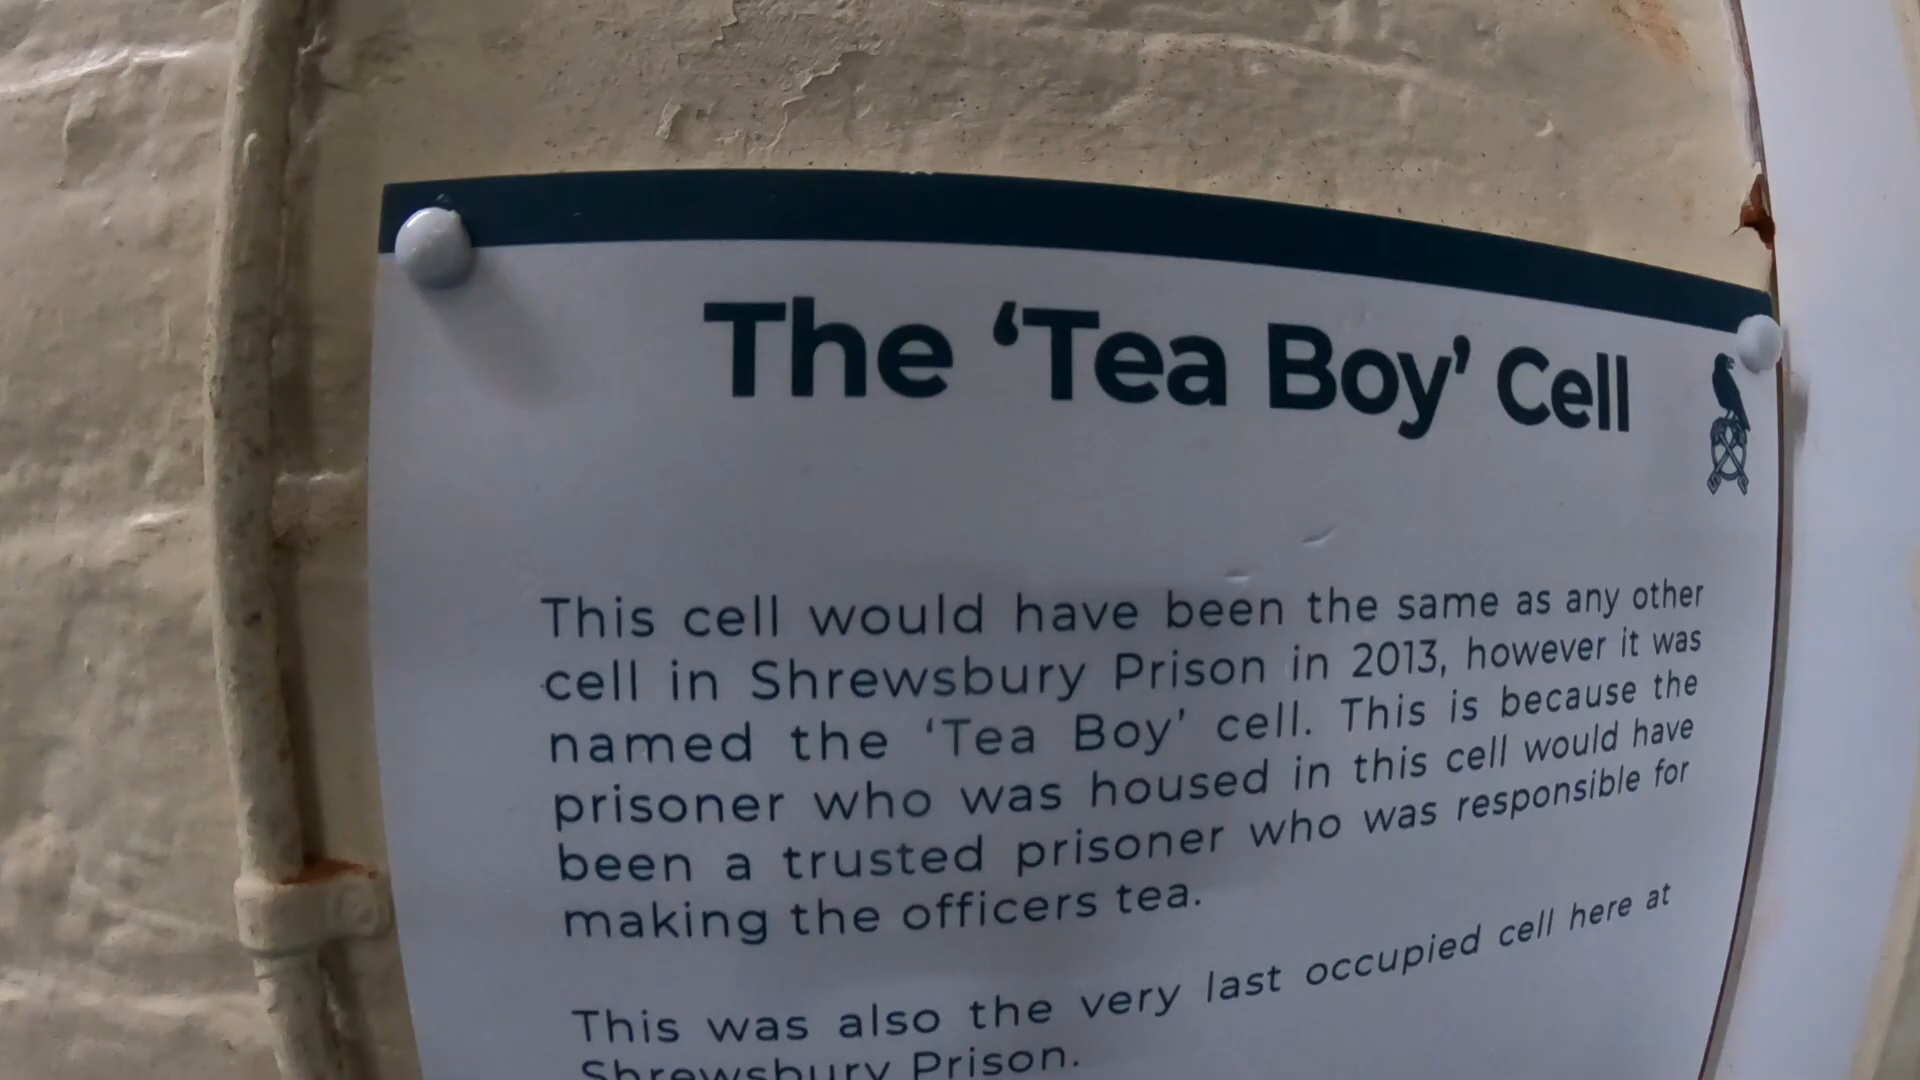 The ‘Tea Boy’ Cell
This cell would have been the same as any other
cell in Shrewsbury Prison in 2013, however it was
named the ‘Tea Boy’ cell. This is because the
prisoner who was housed in this cell would have
been a trusted prisoner who was responsible for
making the officers tea.
This was also the very last occupied cell here at
Shrewsbury Prison.